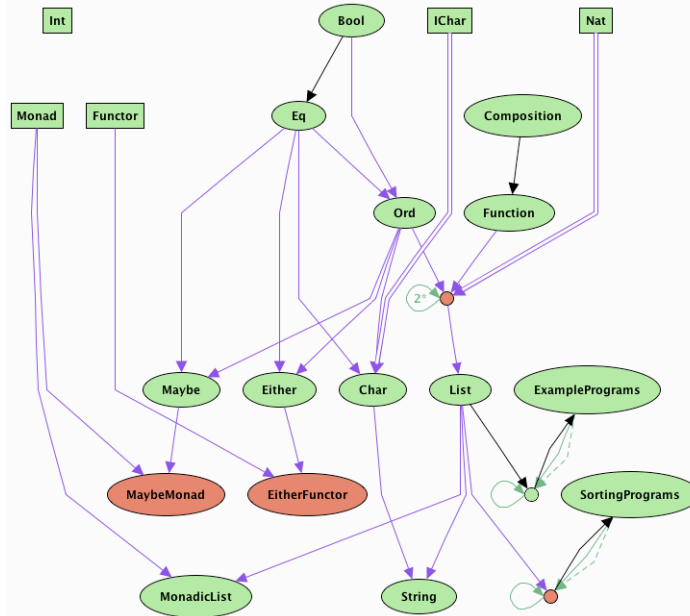 Int
Bool
IChar
Nat
Monad
Functor
Eq
Composition
Ord
Function
2*
Maybe
Either
Char
List
ExamplePrograms
MaybeMonad
EitherFunctor
SortingPrograms
MonadicList
String